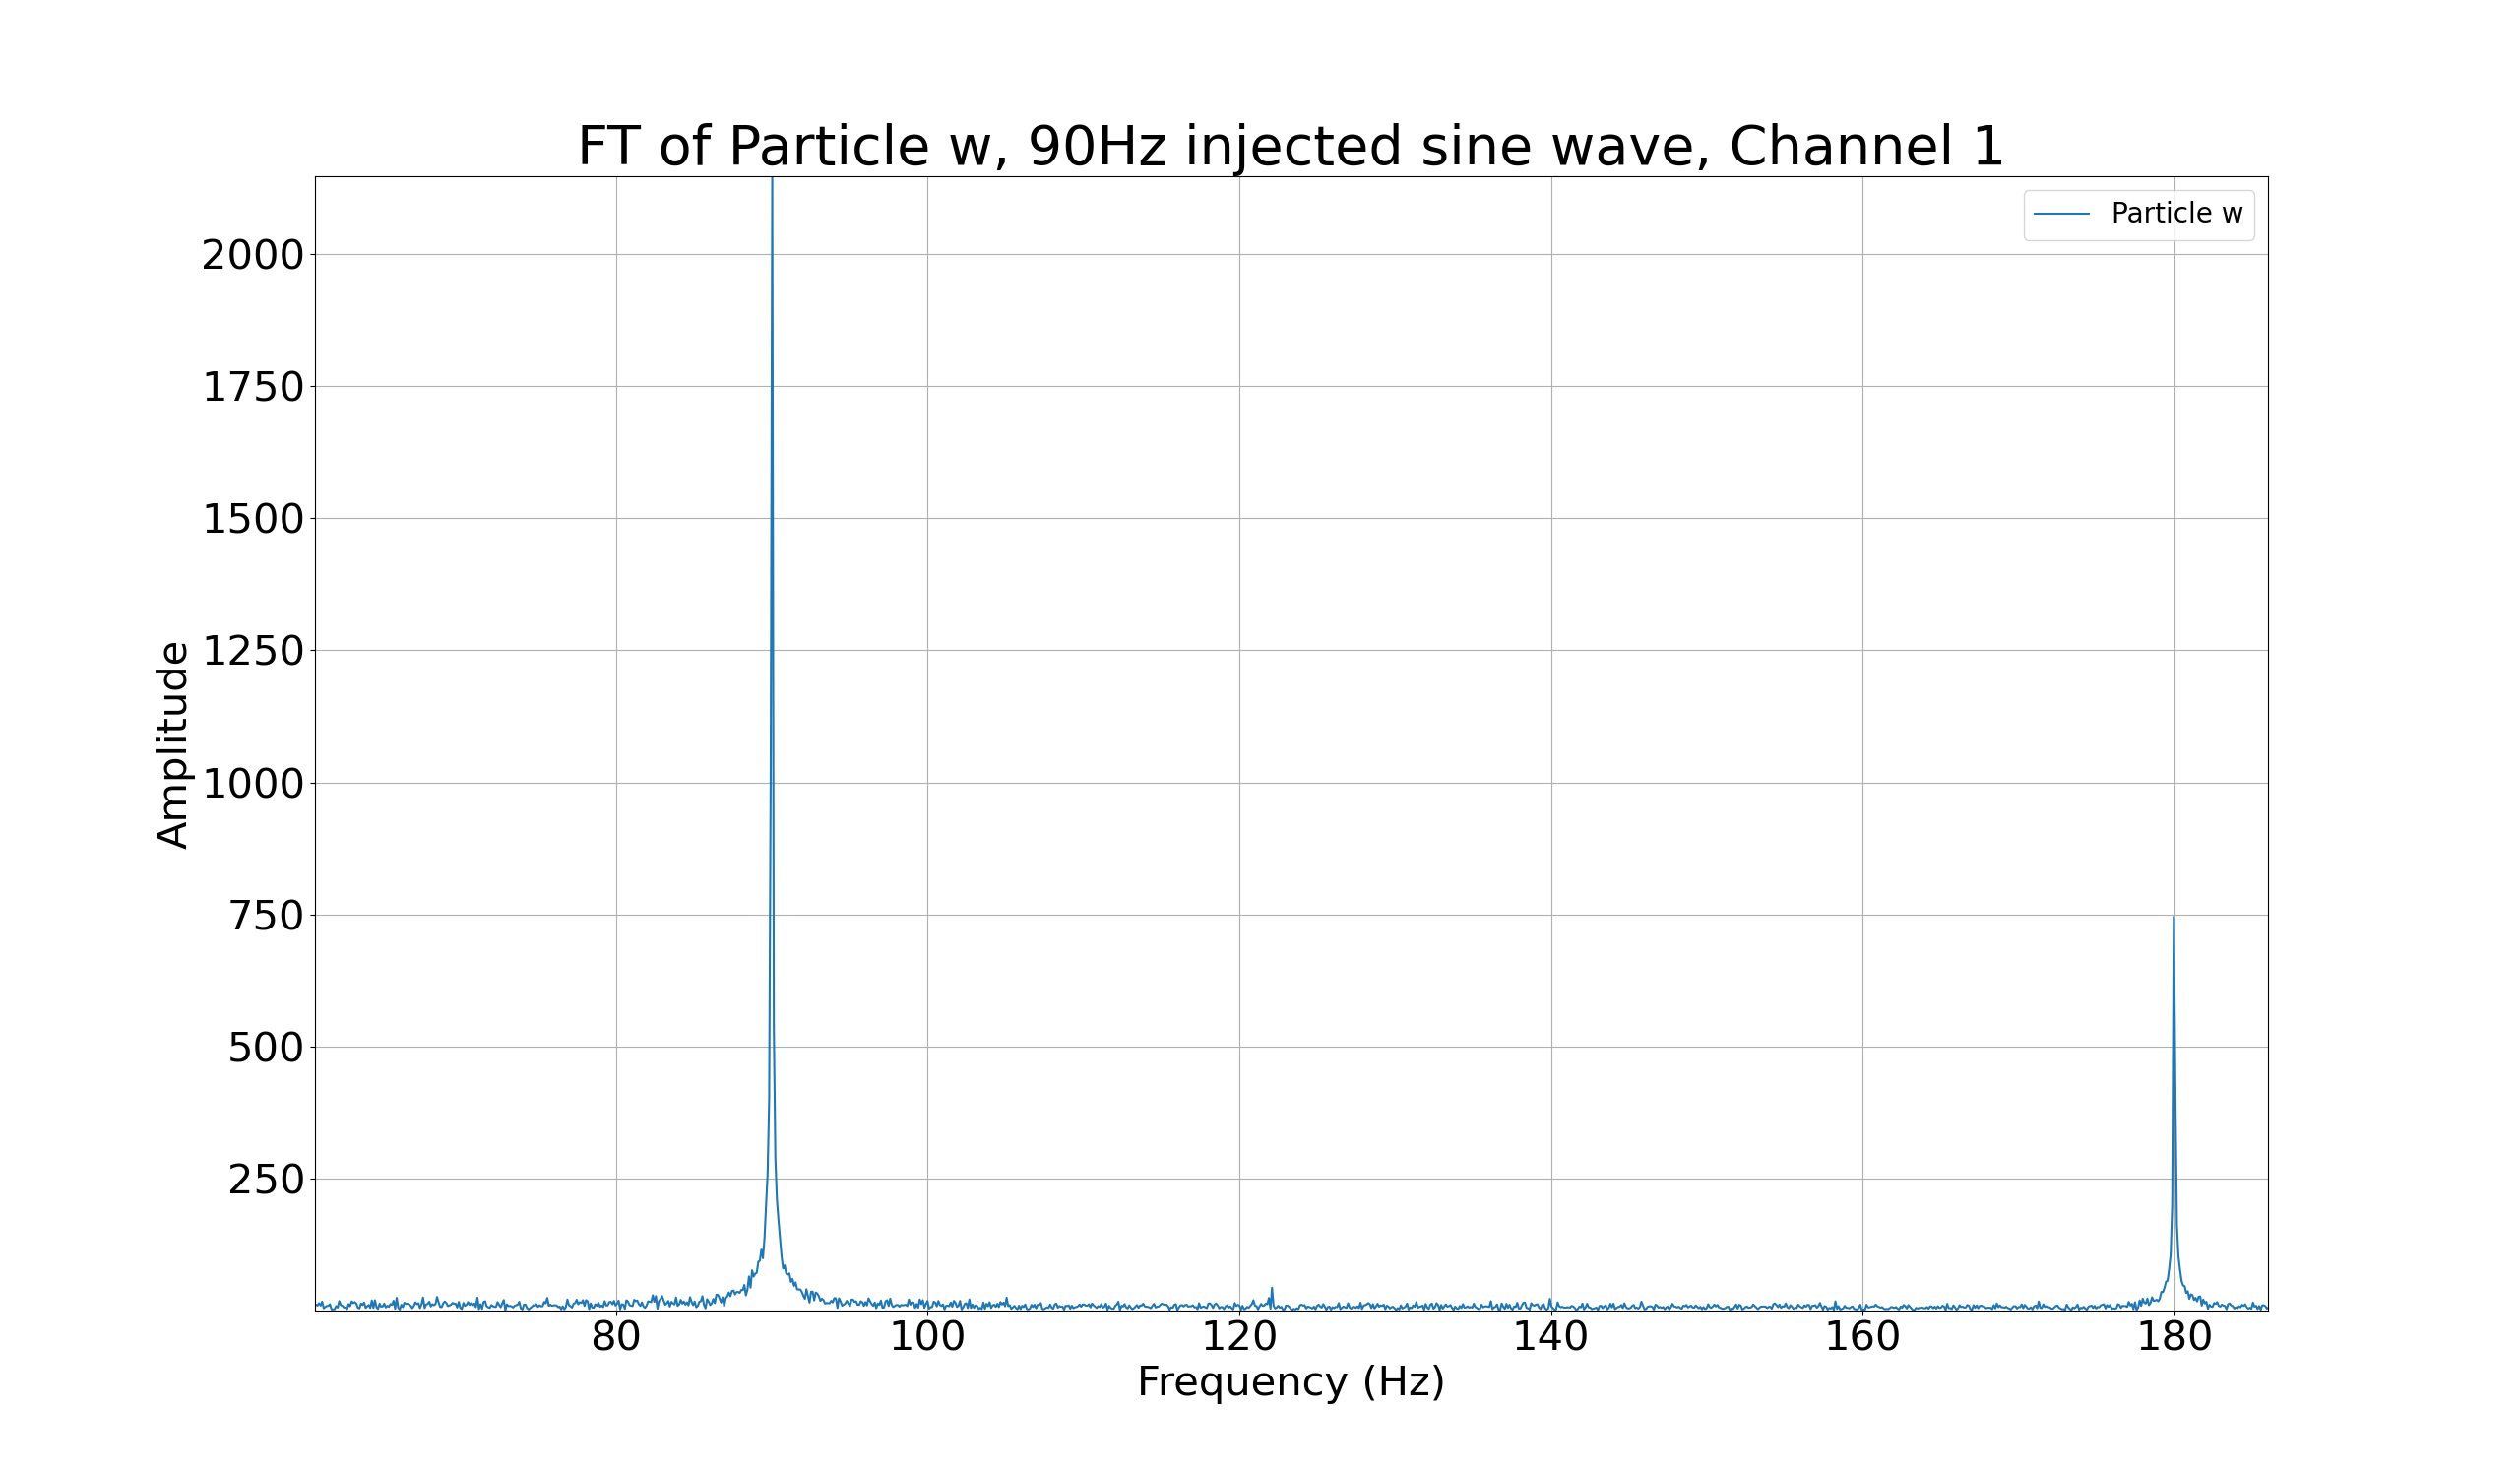 FT of Particle w, 90Hz injected sine wave, Channel 1
Particle w
2000
1750
1500
1250
1000
750
500
250
Amplitude
80 100 120 140 160 180
Frequency (Hz)